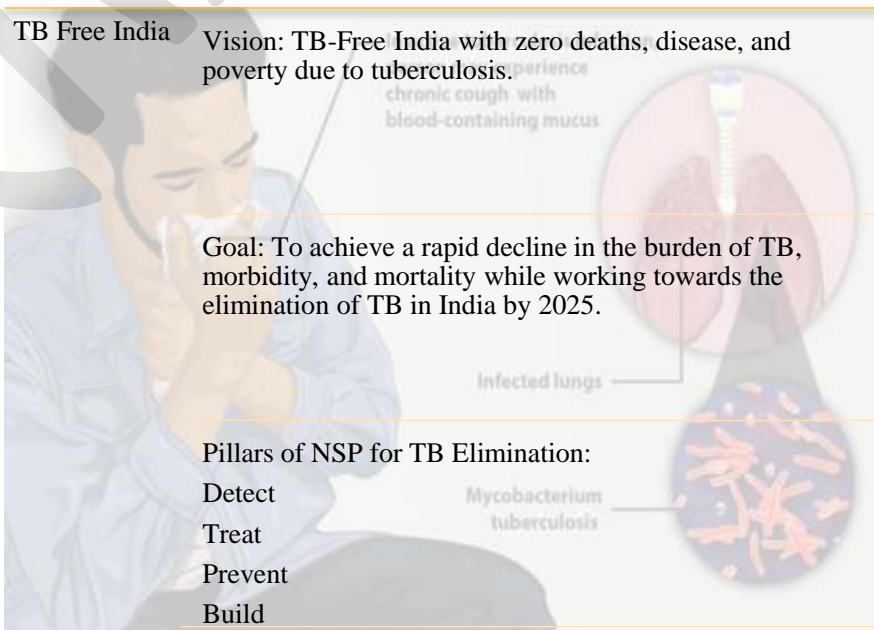 TB Free India
Vision: TB-Free India with zero deaths, disease, and
poverty due to tuberculosis.
experience
chronic cough with
blood-containing mucus
Goal: To achieve a rapid decline in the burden of TB,
morbidity, and mortality while working towards the
elimination of TB in India by 2025.
Infected lungs
Pillars of NSP for TB Elimination:
Detect
Mycobacterium
tuberculosis
Treat
Prevent
Build